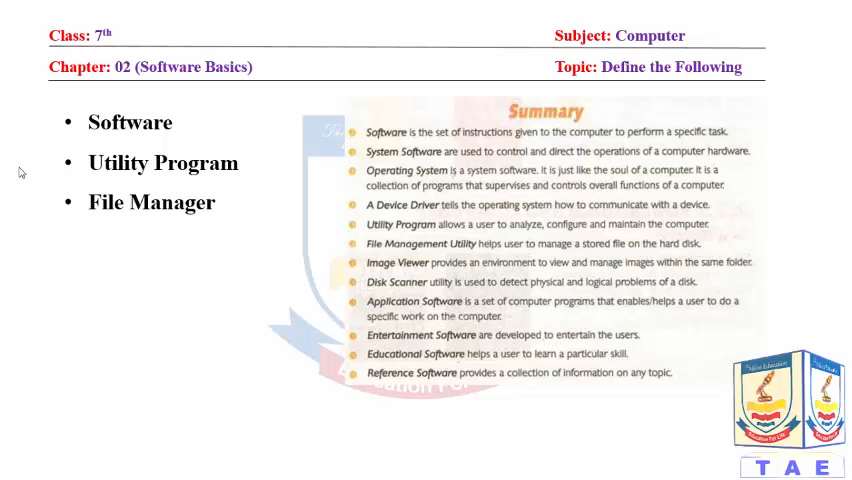 Class: 7th
Subject: Computer
Chapter: 02 (Software Basics)
Topic: Define the Following
• Software
• Utility Program
• File Manager
Summary
Software is the set of instructions given to the computer to perform a specific task.
System Software are used to control and direct the operations of a computer hardware.
Operating System is a system software. It is just like the soul of a computer. It is a
collection of programs that supervises and controls overall functions of a computer.
A Device Driver tells the operating system how to communicate with a device.
Utility Program allows a user to analyze, configure and maintain the computer.
File Management Utility helps user to manage a stored file on the hard disk.
Image Viewer provides an environment to view and manage images within the same folder.
Disk Scanner utility is used to detect physical and logical problems of a disk.
Application Software is a set of computer programs that enables/helps a user to do a
specific work on the computer.
Entertainment Software are developed to entertain the users.
Educational Software helps a user to learn a particular skill.
Reference Software provides a collection of information on any topic.
Education For Life
T A E